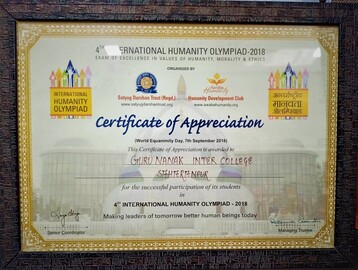 4TH INTERNATIONAL HUMANITY OLYMPIAD-2018
EXAM OF EXCELLENCE IN VALUES OF HUMANITY, MORALITY & ETHICS
ORGANIZED BY
INTERNATIONAL
HUMANITY
OLYMPIAD
Satyug Darshan Trust (Regd.)
www.satyugdarshantrust.org
Humanity Development Club
www.awakehumanity.org
मानवता
Certificate of Appreciation
(World Equanimity Day, 7th September 2018)
This Certificate of Appreciation is awarded to
GURU NANAK INTER COLLEGE
for the successful participation of its students
in
4TH INTERNATIONAL HUMANITY OLYMPIAD - 2018
Making leaders of tomorrow better human beings today
Senior Coordinator
Managing Trustee